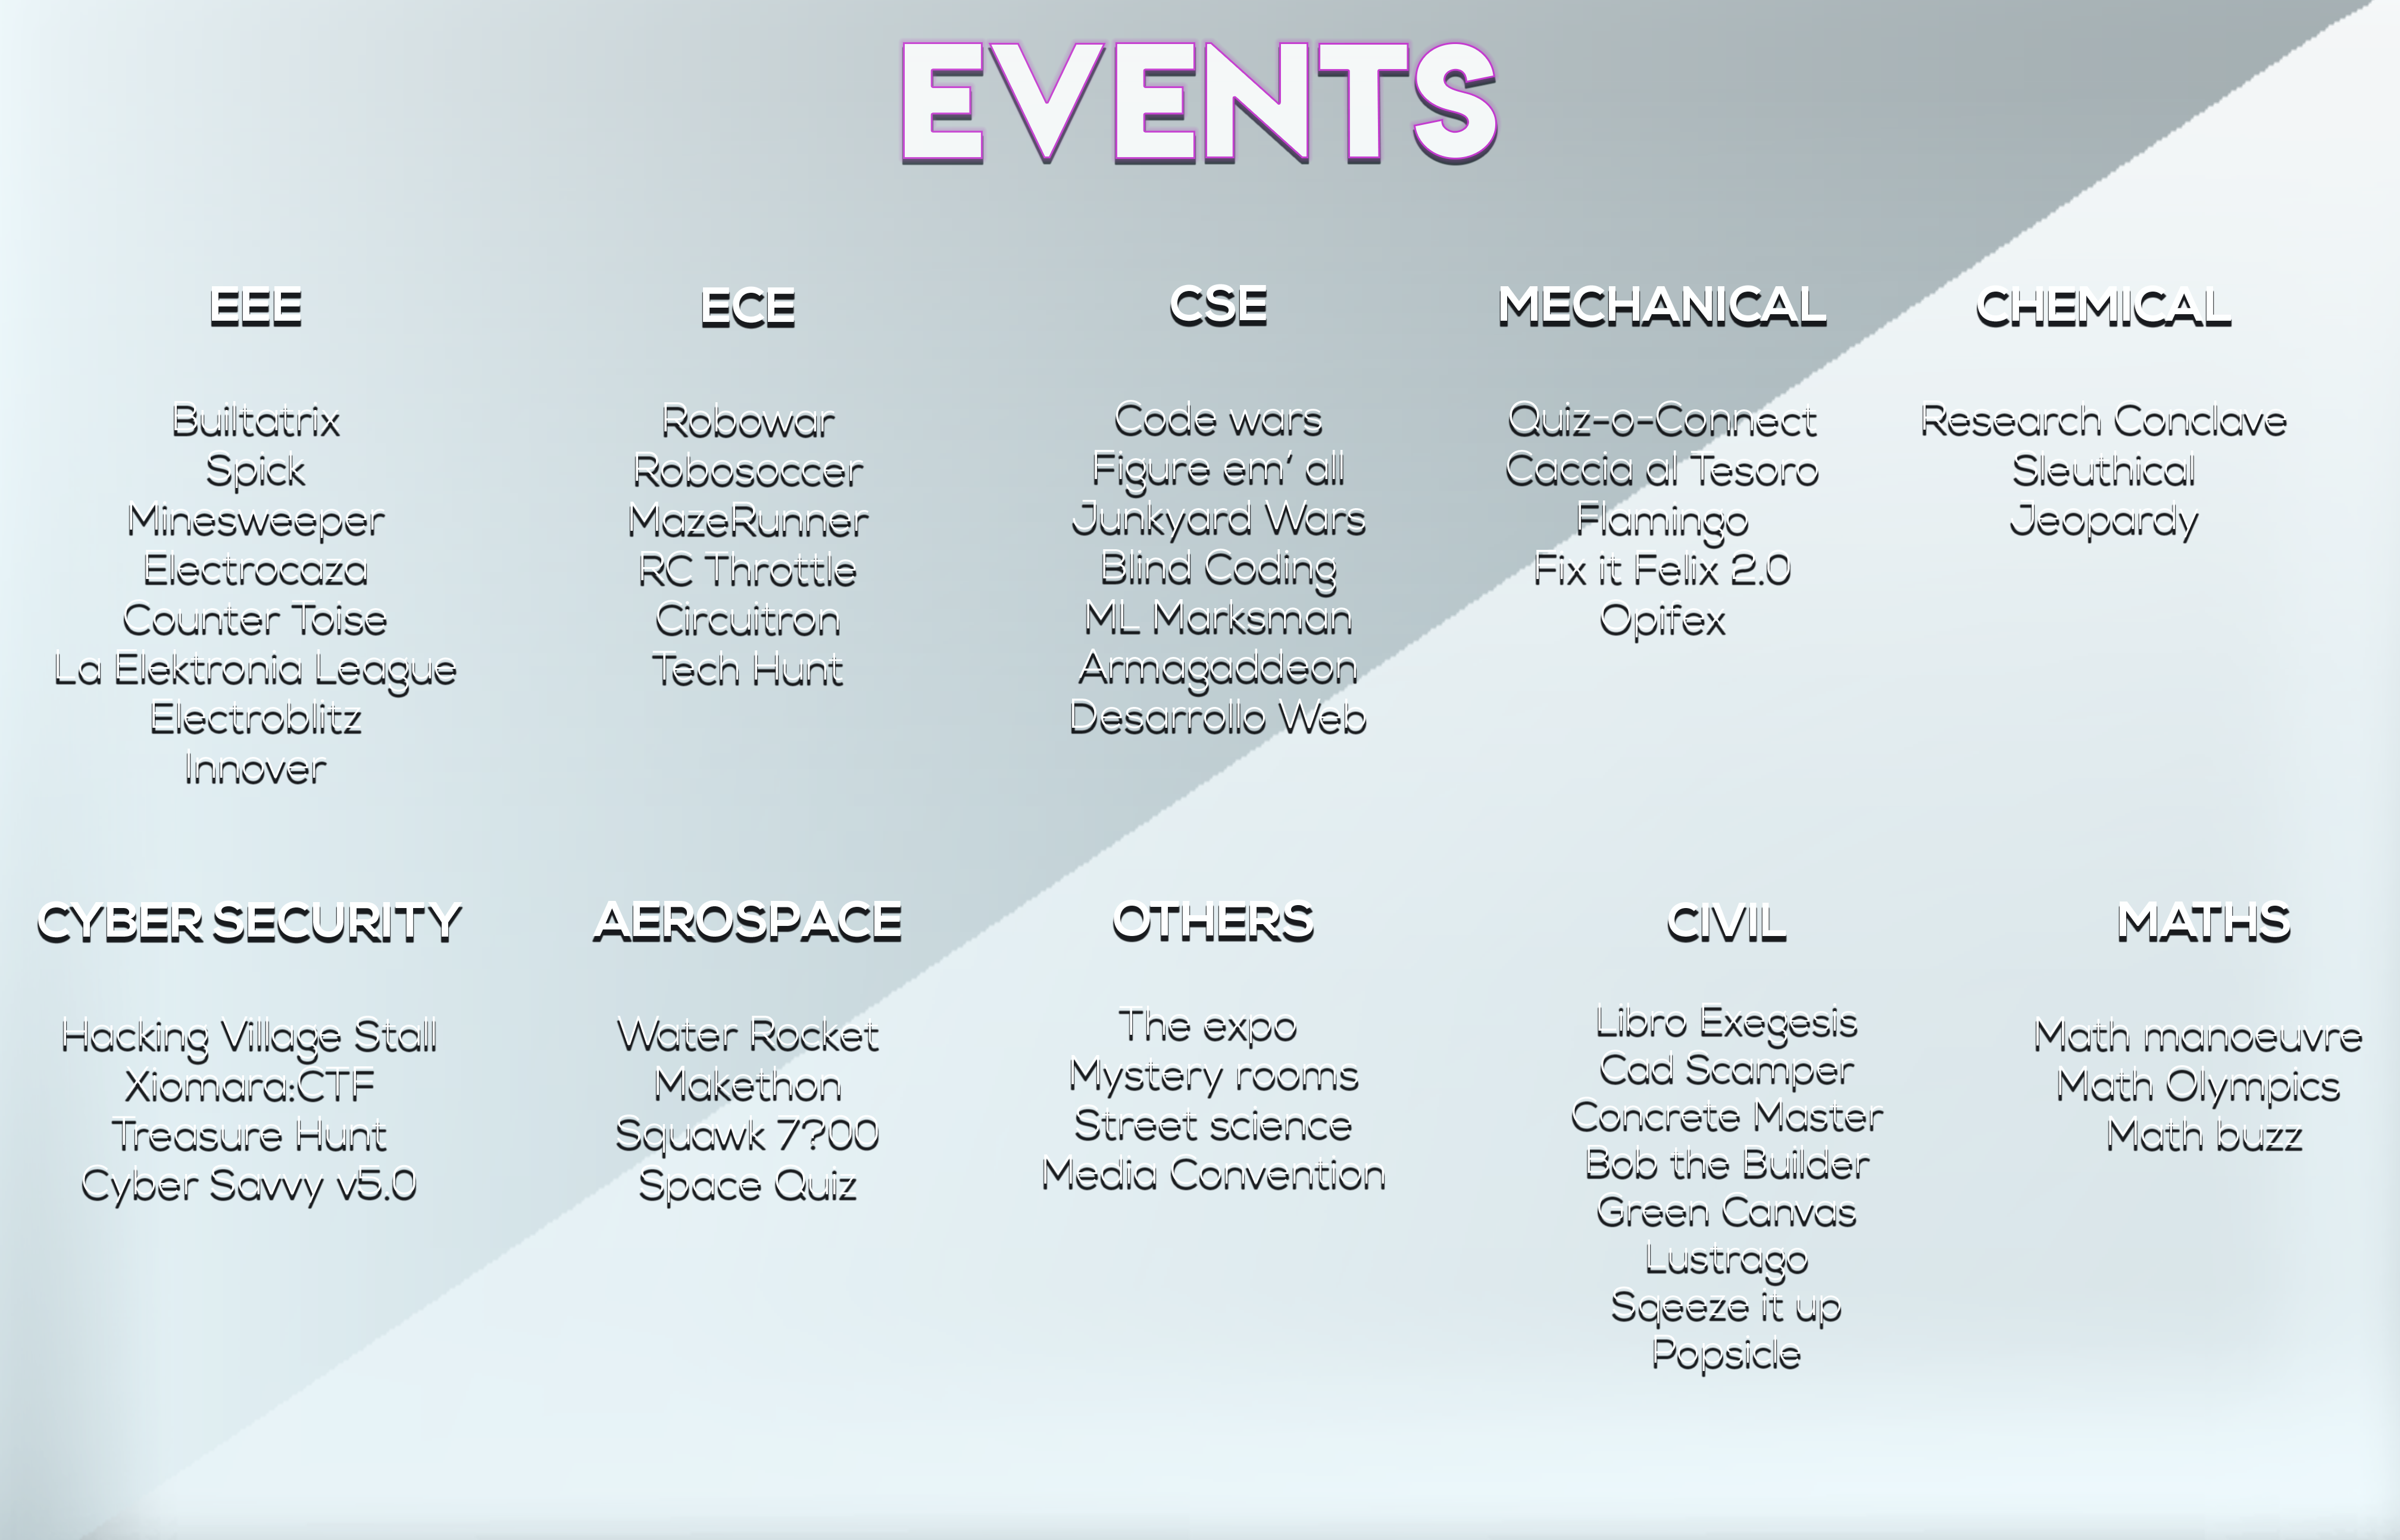 EVENTS
EEE
Builtatrix
Spick
Minesweeper
Electrocaza
Counter Toise
La Elektronia League
Electroblitz
Innover
ECE
Robowar
Robosoccer
MazeRunner
RC Throttle
Circuitron
Tech Hunt
CSE
Code wars
Figure em’ all
Junkyard Wars
Blind Coding
ML Marksman
Armagaddeon
Desarrollo Web
MECHANICAL
Quiz-o-Connect
Caccia al Tesoro
Flamingo
Fix it Felix 2.0
Opifex
CHEMICAL
Research Conclave
Sleuthical
Jeopardy
CYBER SECURITY
Hacking Village Stall
Xiomara:CTF
Treasure Hunt
Cyber Savvy v5.0
AEROSPACE
Water Rocket
Makethon
Squawk 7?00
Space Quiz
OTHERS
The expo
Mystery rooms
Street science
Media Convention
CIVIL
Libro Exegesis
Cad Scamper
Concrete Master
Bob the Builder
Green Canvas
Lustrago
Sqeeze it up
Popsicle
MATHS
Math manoeuvre
Math Olympics
Math buzz